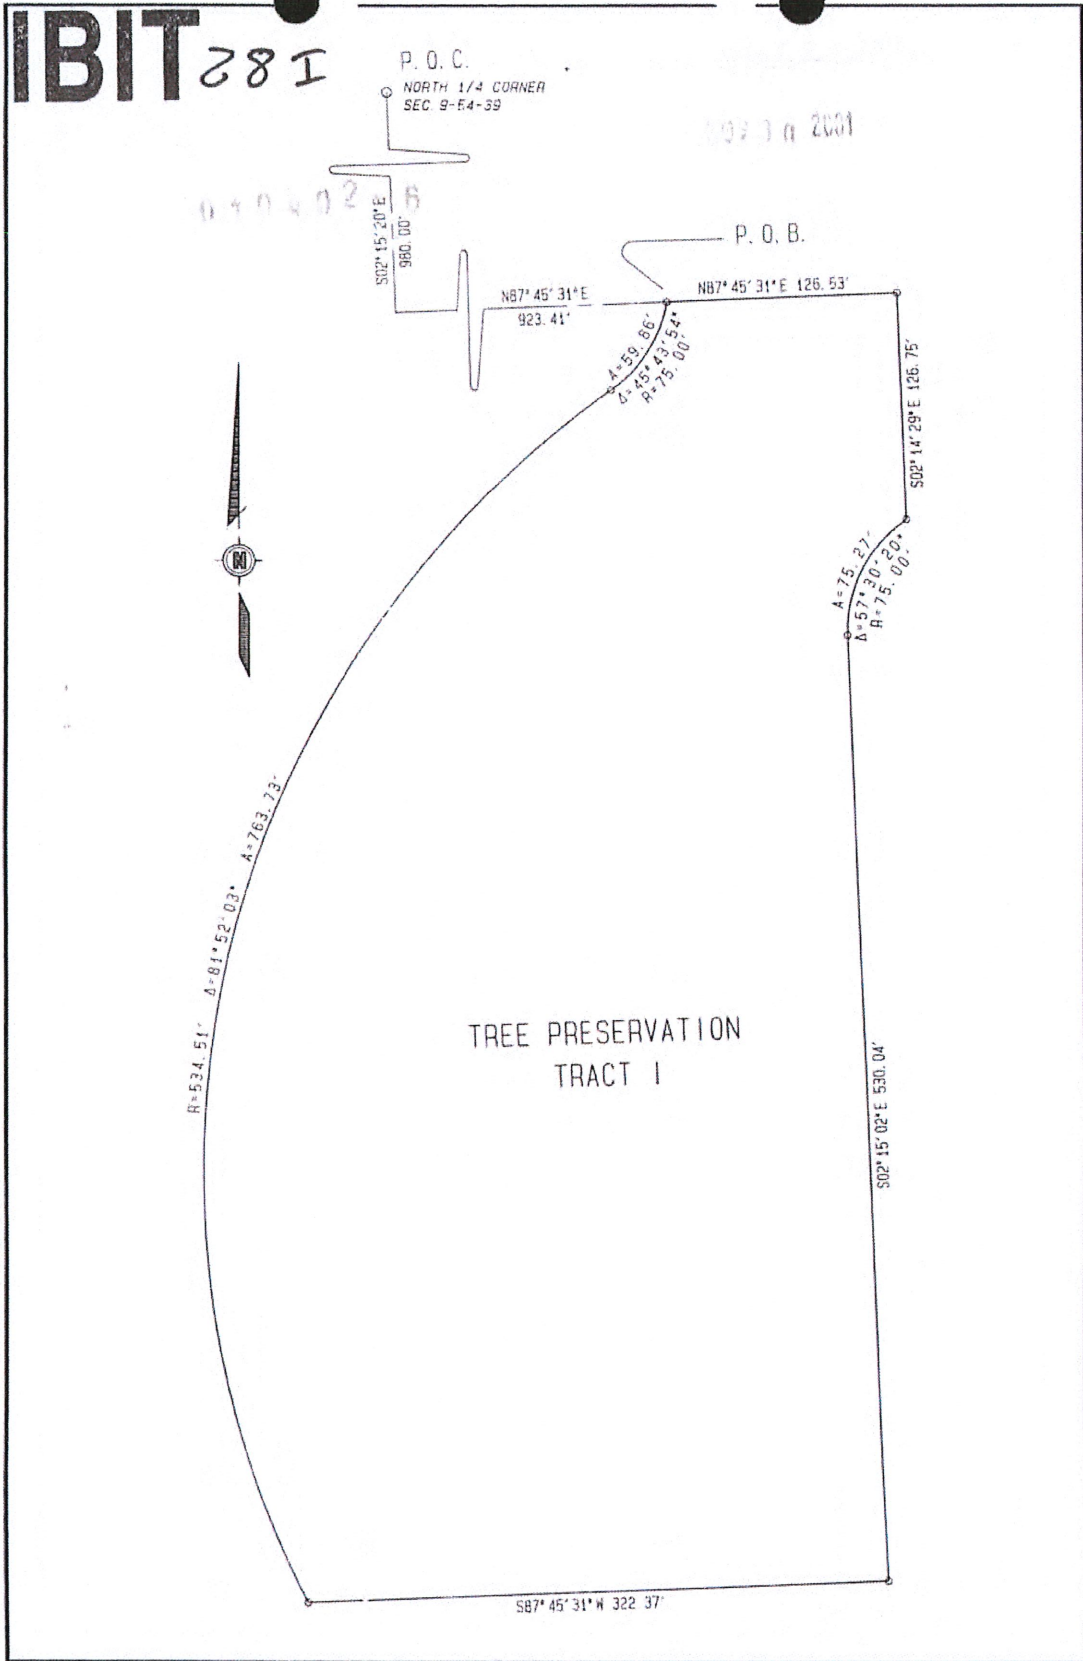 IBIT 28 I
P. O. C.
NORTH 1/4 CORNER
SEC 9-54-39
2001
S02° 15' 20" E
980. 00'
P. O. B.
N87° 45' 31" E
923. 41'
N87° 45' 31" E 126. 53'
A=59. 86'
Δ=45° 43' 54"
R=75. 00'
S02° 14' 29" E 126. 75'
A=75. 27'
Δ=57° 30' 20"
R=75. 00'
N
R=534. 51' Δ=81° 52' 03" A=763. 73'
TREE PRESERVATION
TRACT I
S02° 15' 02" E 530. 04'
S87° 45' 31" W 322 37'